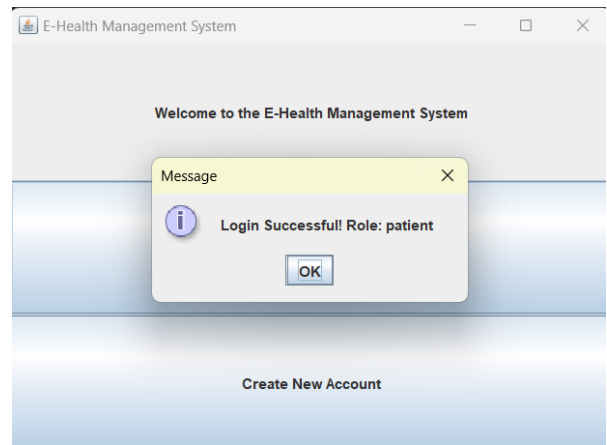 E-Health Management System
Welcome to the E-Health Management System
Message
Login Successful! Role: patient
OK
Create New Account